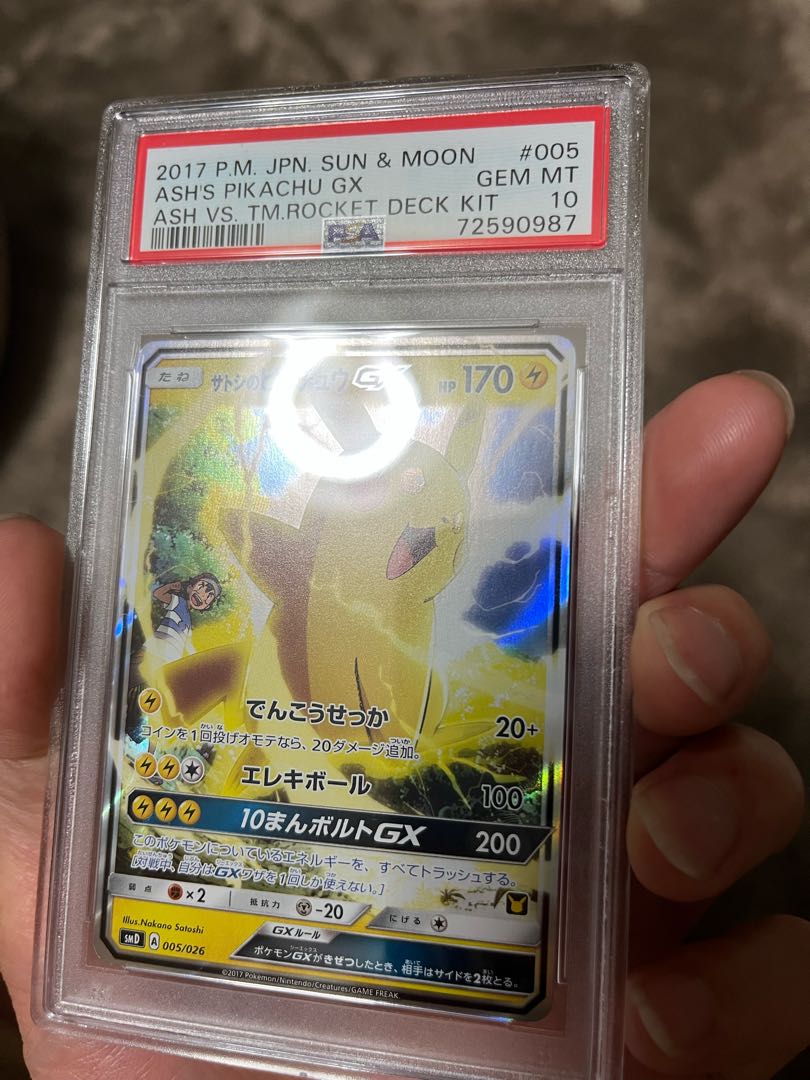 2017 P.M. JPN. SUN & MOON #005
ASH'S PIKACHU GX GEM MT
ASH VS. TM.ROCKET DECK KIT 10
72590987
PSA
たね サトシの GX HP 170
でんこうせっか 20+
コインを1回投げオモテなら、20ダメージ追加。
エレキボール 100
10まんボルトGX 200
このポケモンについているエネルギーを、すべてトラッシュする。
[対戦中、自分はGXワザを1回しか使えない。]
弱点 ×2 抵抗力 -20 にげる
Illus.Nakano Satoshi
GXルール
SMD A 005/026
ポケモンGXがきぜつしたとき、相手はサイドを2枚とる。
©2017 Pokémon/Nintendo/Creatures/GAME FREAK.